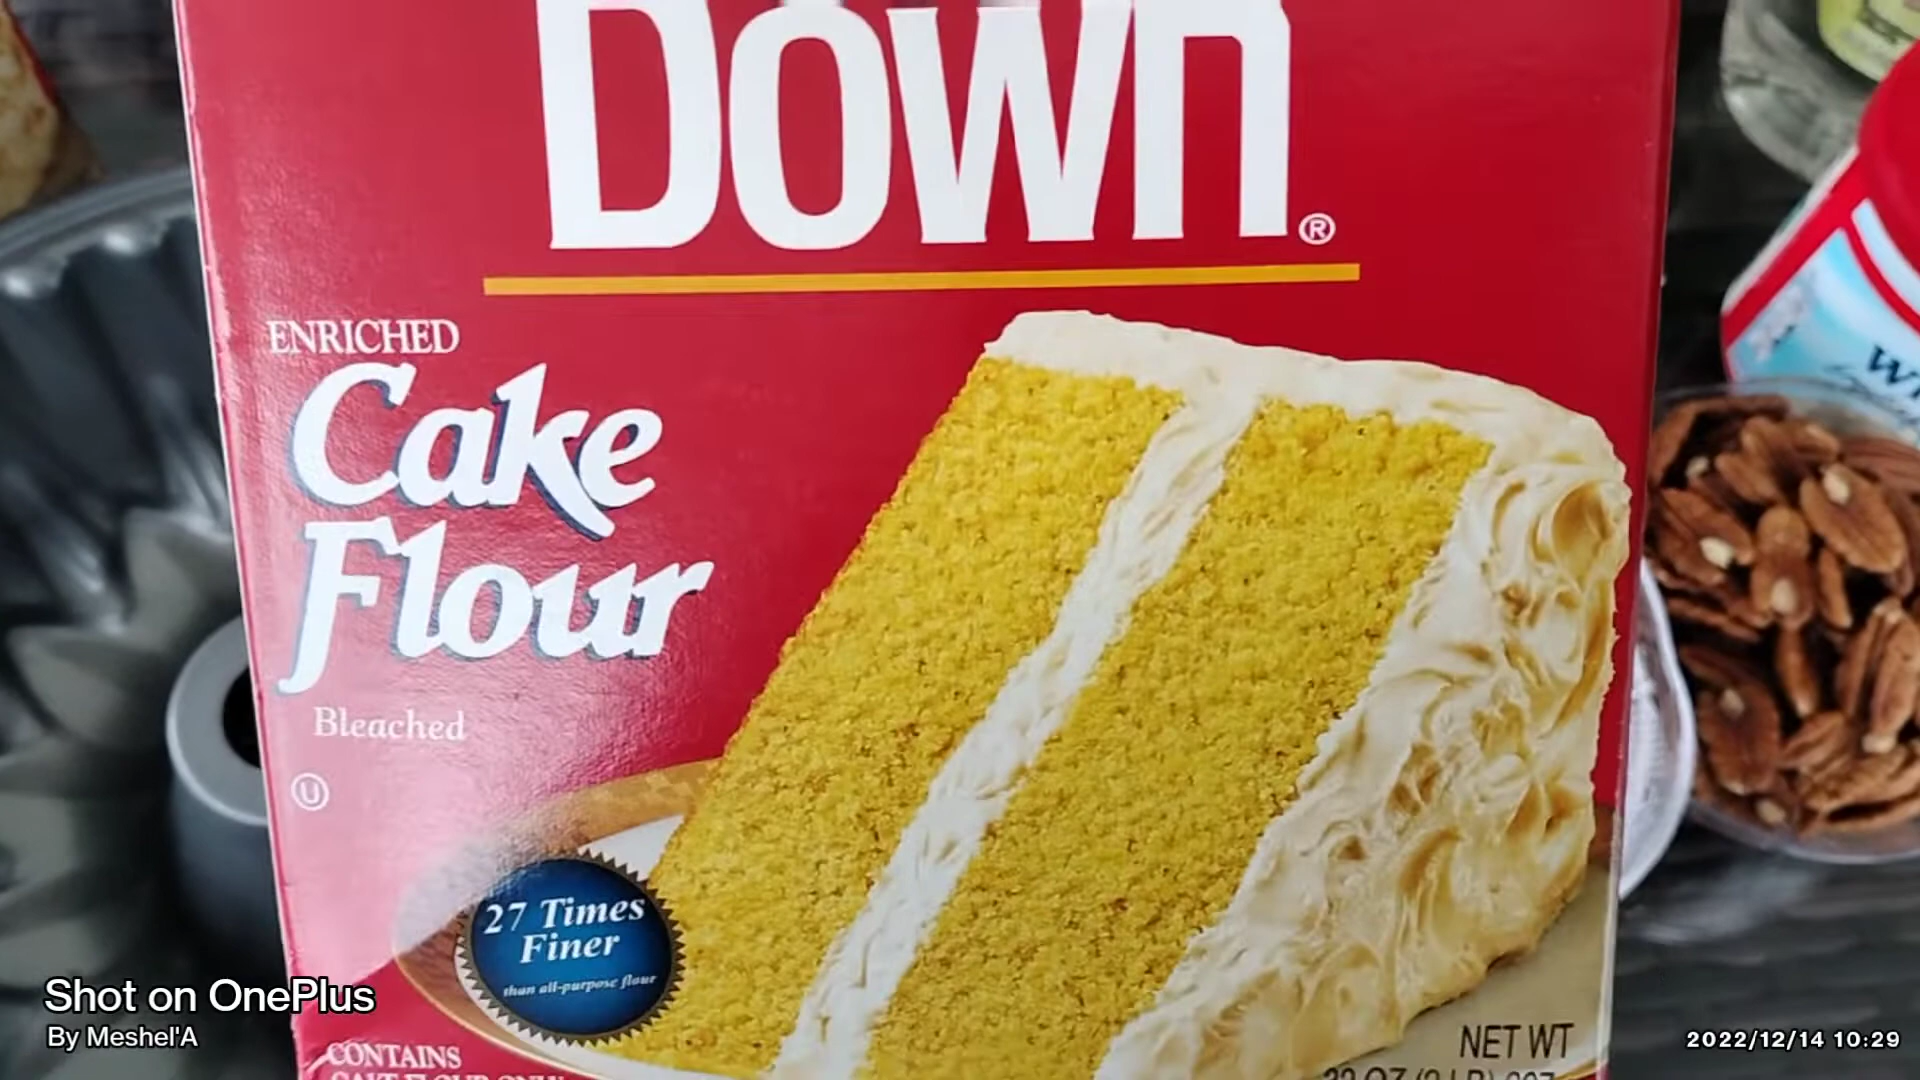 Down®
ENRICHED
Cake
Flour
Bleached
U
27 Times
Finer
than all-purpose flour
CONTAINS
NET WT
Shot on OnePlus
By Meshel'A
2022/12/14 10:29